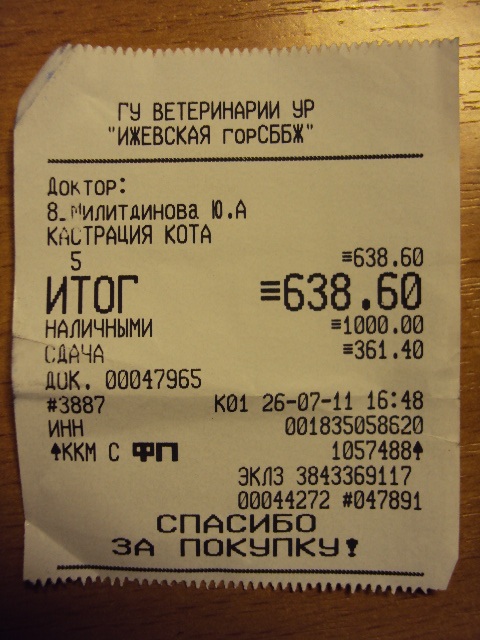 ГУ ВЕТЕРИНАРИИ УР
"ИЖЕВСКАЯ горСББЖ"
Доктор:
8_Милитдинова Ю.А
КАСТРАЦИЯ КОТА
5 ≡638.60
ИТОГ ≡638.60
НАЛИЧНЫМИ ≡1000.00
СДАЧА ≡361.40
ДОК. 00047965
#3887 К01 26-07-11 16:48
ИНН 001835058620
↑ККМ С ФП 1057488↑
ЭКЛЗ 3843369117
00044272 #047891
СПАСИБО
ЗА ПОКУПКУ!